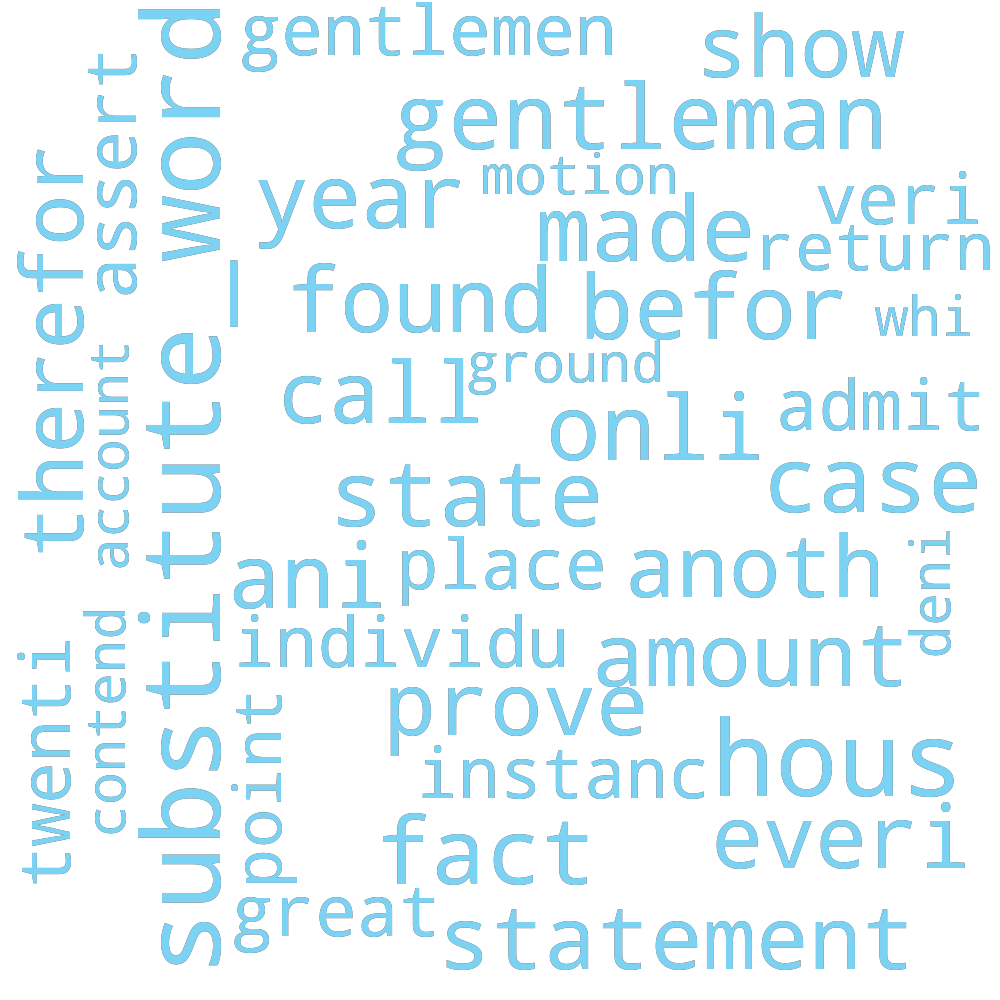 gentlemen
show
gentleman
motion
year
veri
made
return
found
befor
whi
ground
call
admit
onli
case
state
place
anoth
ani
deni
individu
amount
prove
instanc
hous
everi
fact
great
statement
therefor
assert
substitute word
account
twenti
contend
point